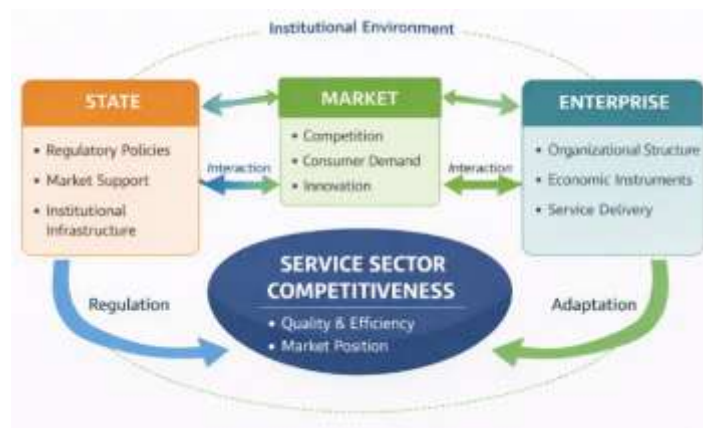 Institutional Environment
STATE
• Regulatory Policies
• Market Support
• Institutional
Infrastructure
Interaction
MARKET
• Competition
• Consumer Demand
• Innovation
Interaction
ENTERPRISE
• Organizational Structure
• Economic Instruments
• Service Delivery
SERVICE SECTOR
COMPETITIVENESS
• Quality & Efficiency
• Market Position
Regulation
Adaptation